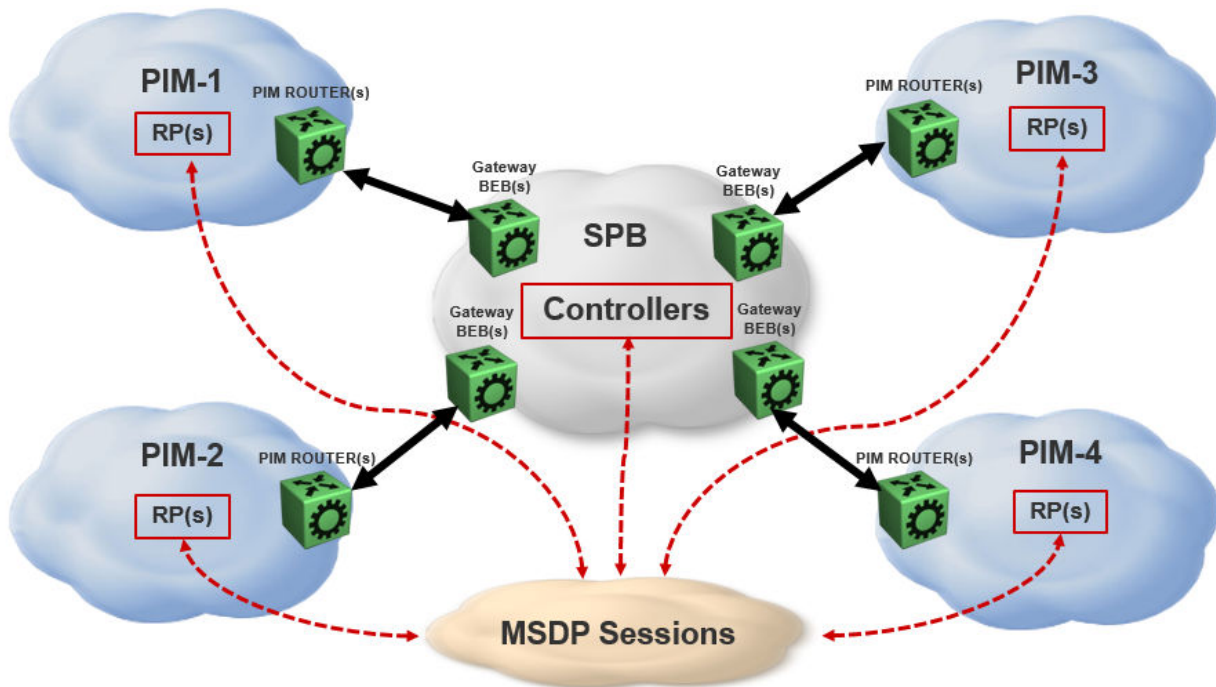 PIM-1
RP(s)
PIM ROUTER(s)
PIM-3
RP(s)
PIM ROUTER(s)
Gateway
BEB(s)
Gateway
BEB(s)
SPB
Controllers
Gateway
BEB(s)
Gateway
BEB(s)
PIM-2
RP(s)
PIM ROUTER(s)
PIM ROUTER(s)
PIM-4
RP(s)
MSDP Sessions